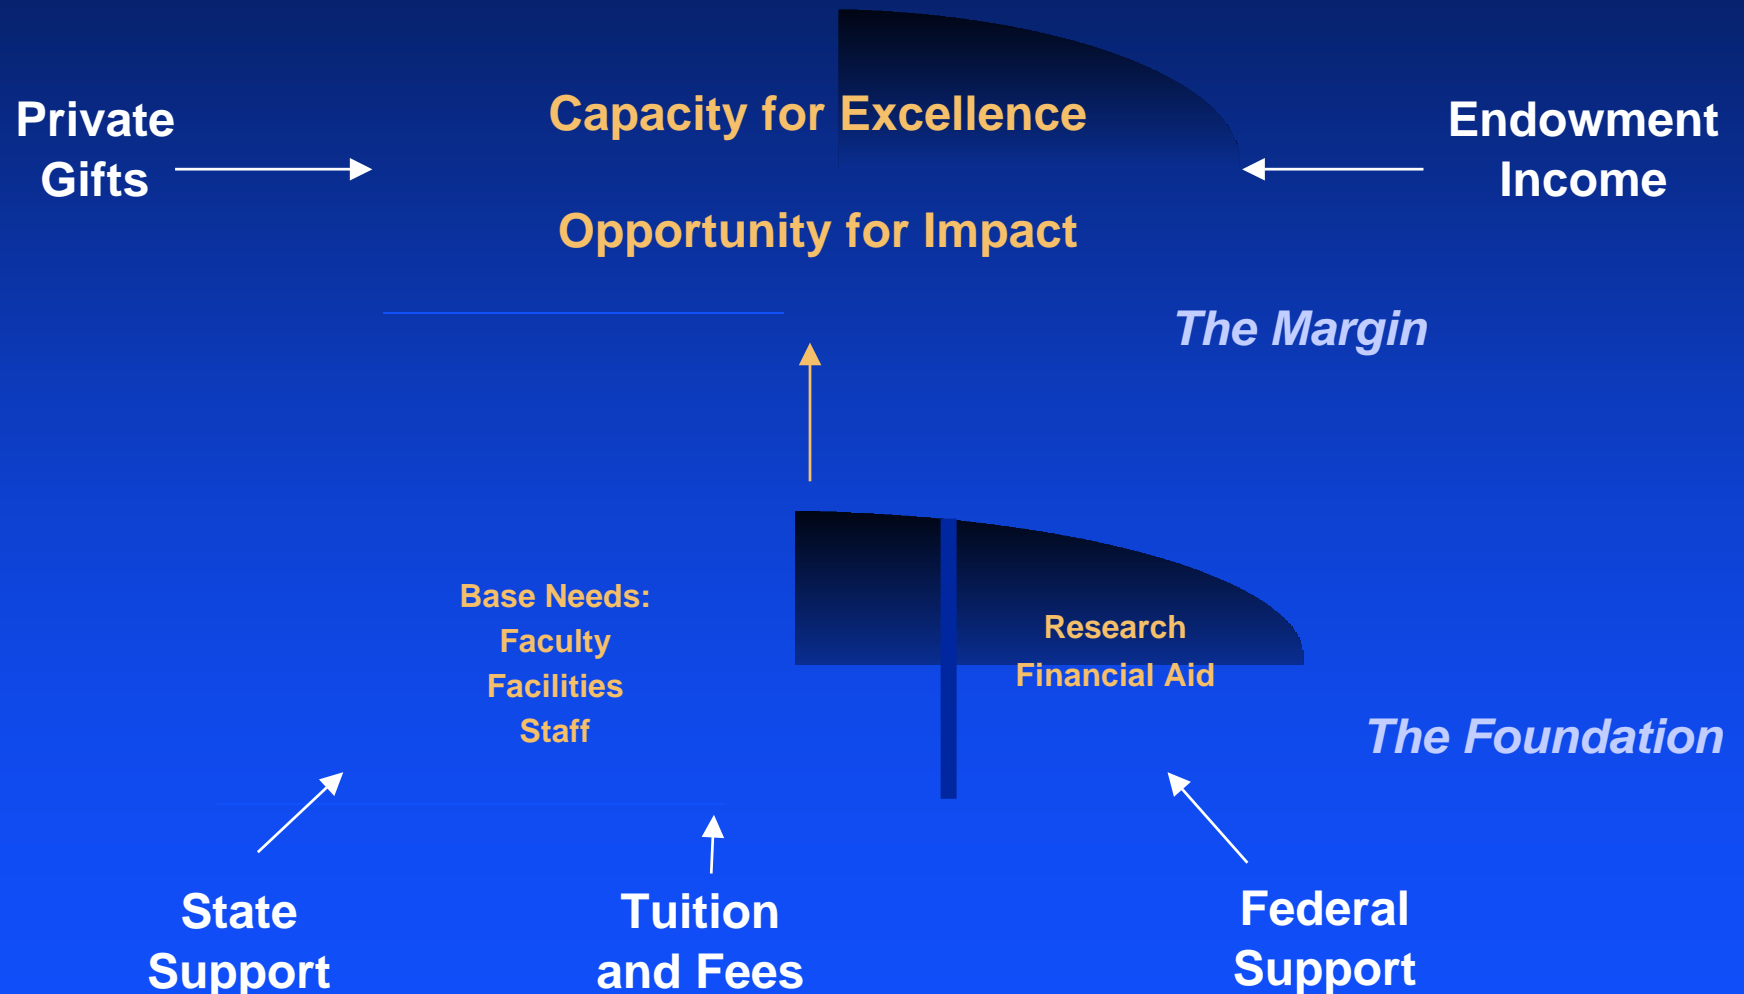 Private
Gifts
Capacity for Excellence
Opportunity for Impact
Endowment
Income
The Margin
Base Needs:
Faculty
Facilities
Staff
Research
Financial Aid
The Foundation
State
Support
Tuition
and Fees
Federal
Support